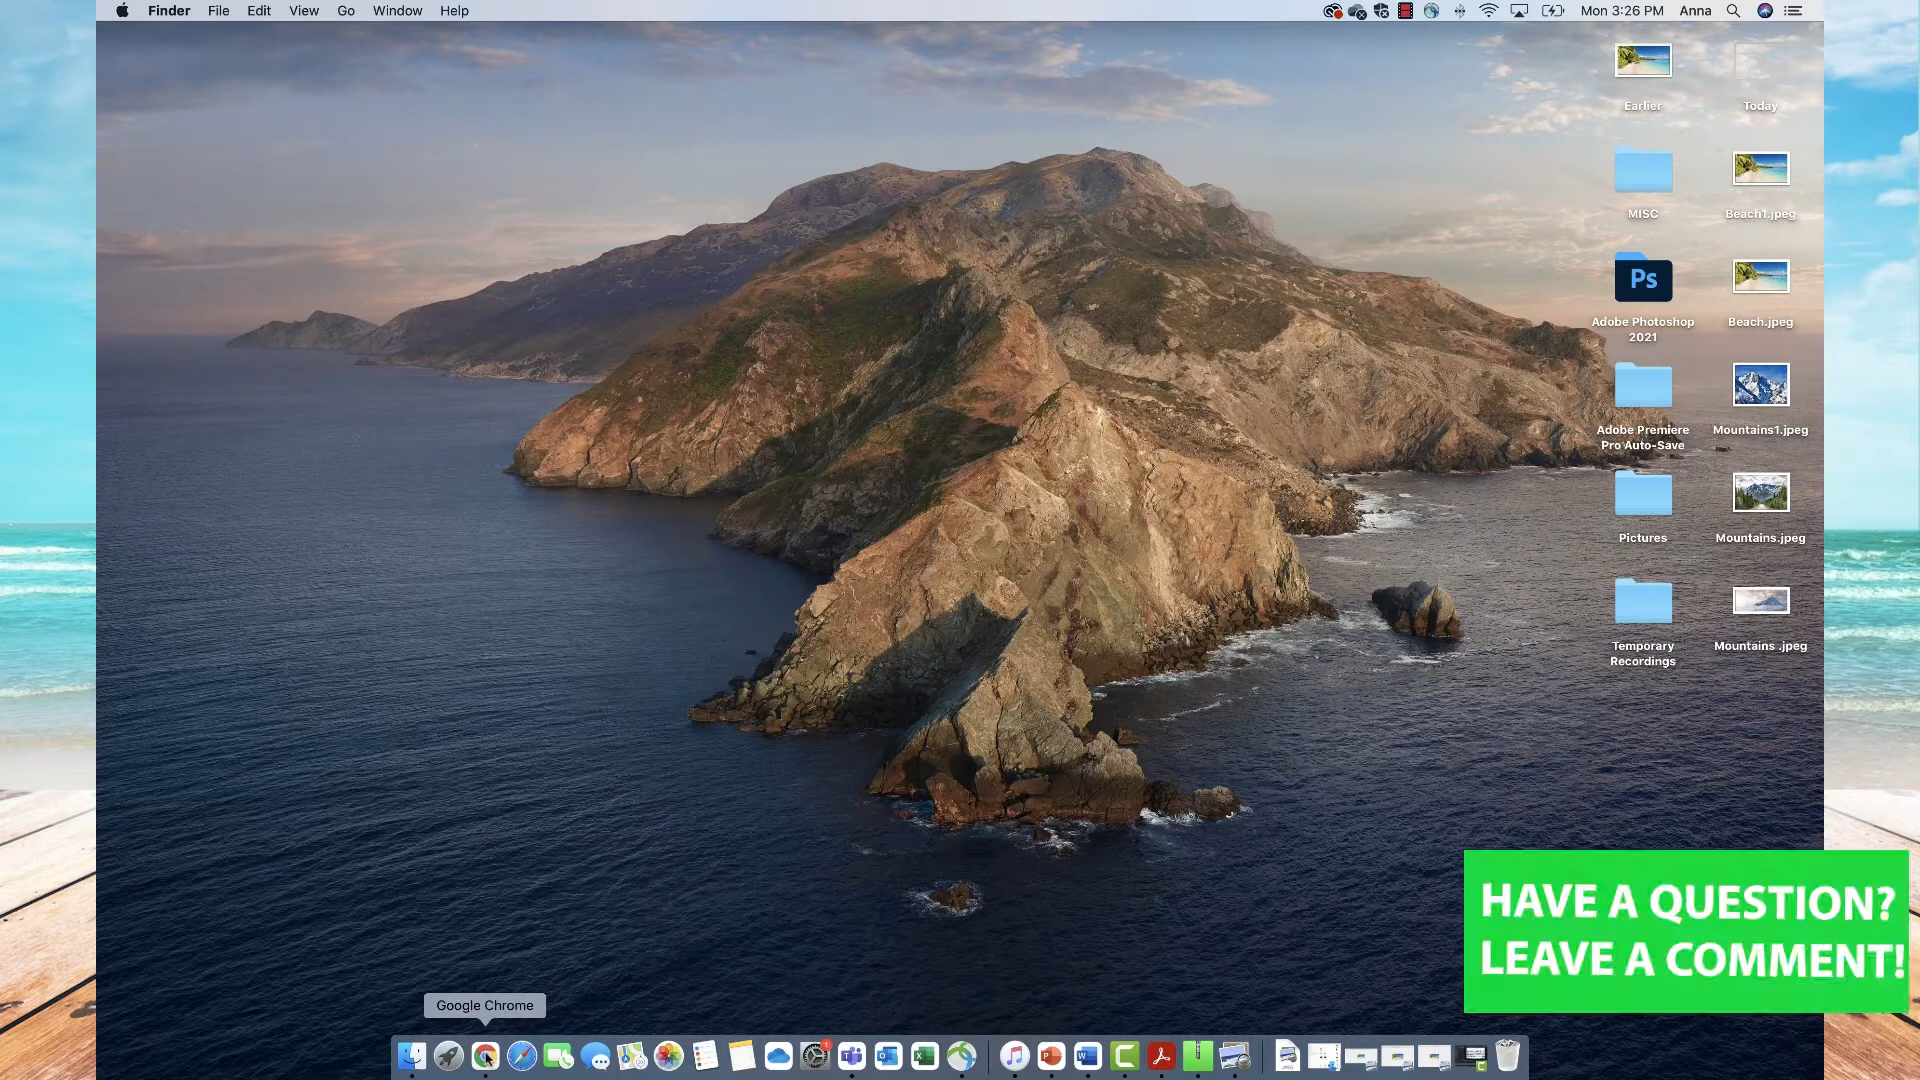 Finder File Edit View Go Window Help
Mon 3:26 PM Anna
Earlier
Today
MISC
Beach1.jpeg
Ps
Adobe Photoshop
2021
Beach.jpeg
Adobe Premiere
Pro Auto-Save
Mountains1.jpeg
Pictures
Mountains.jpeg
Temporary
Recordings
Mountains .jpeg
HAVE A QUESTION?
LEAVE A COMMENT!
Google Chrome